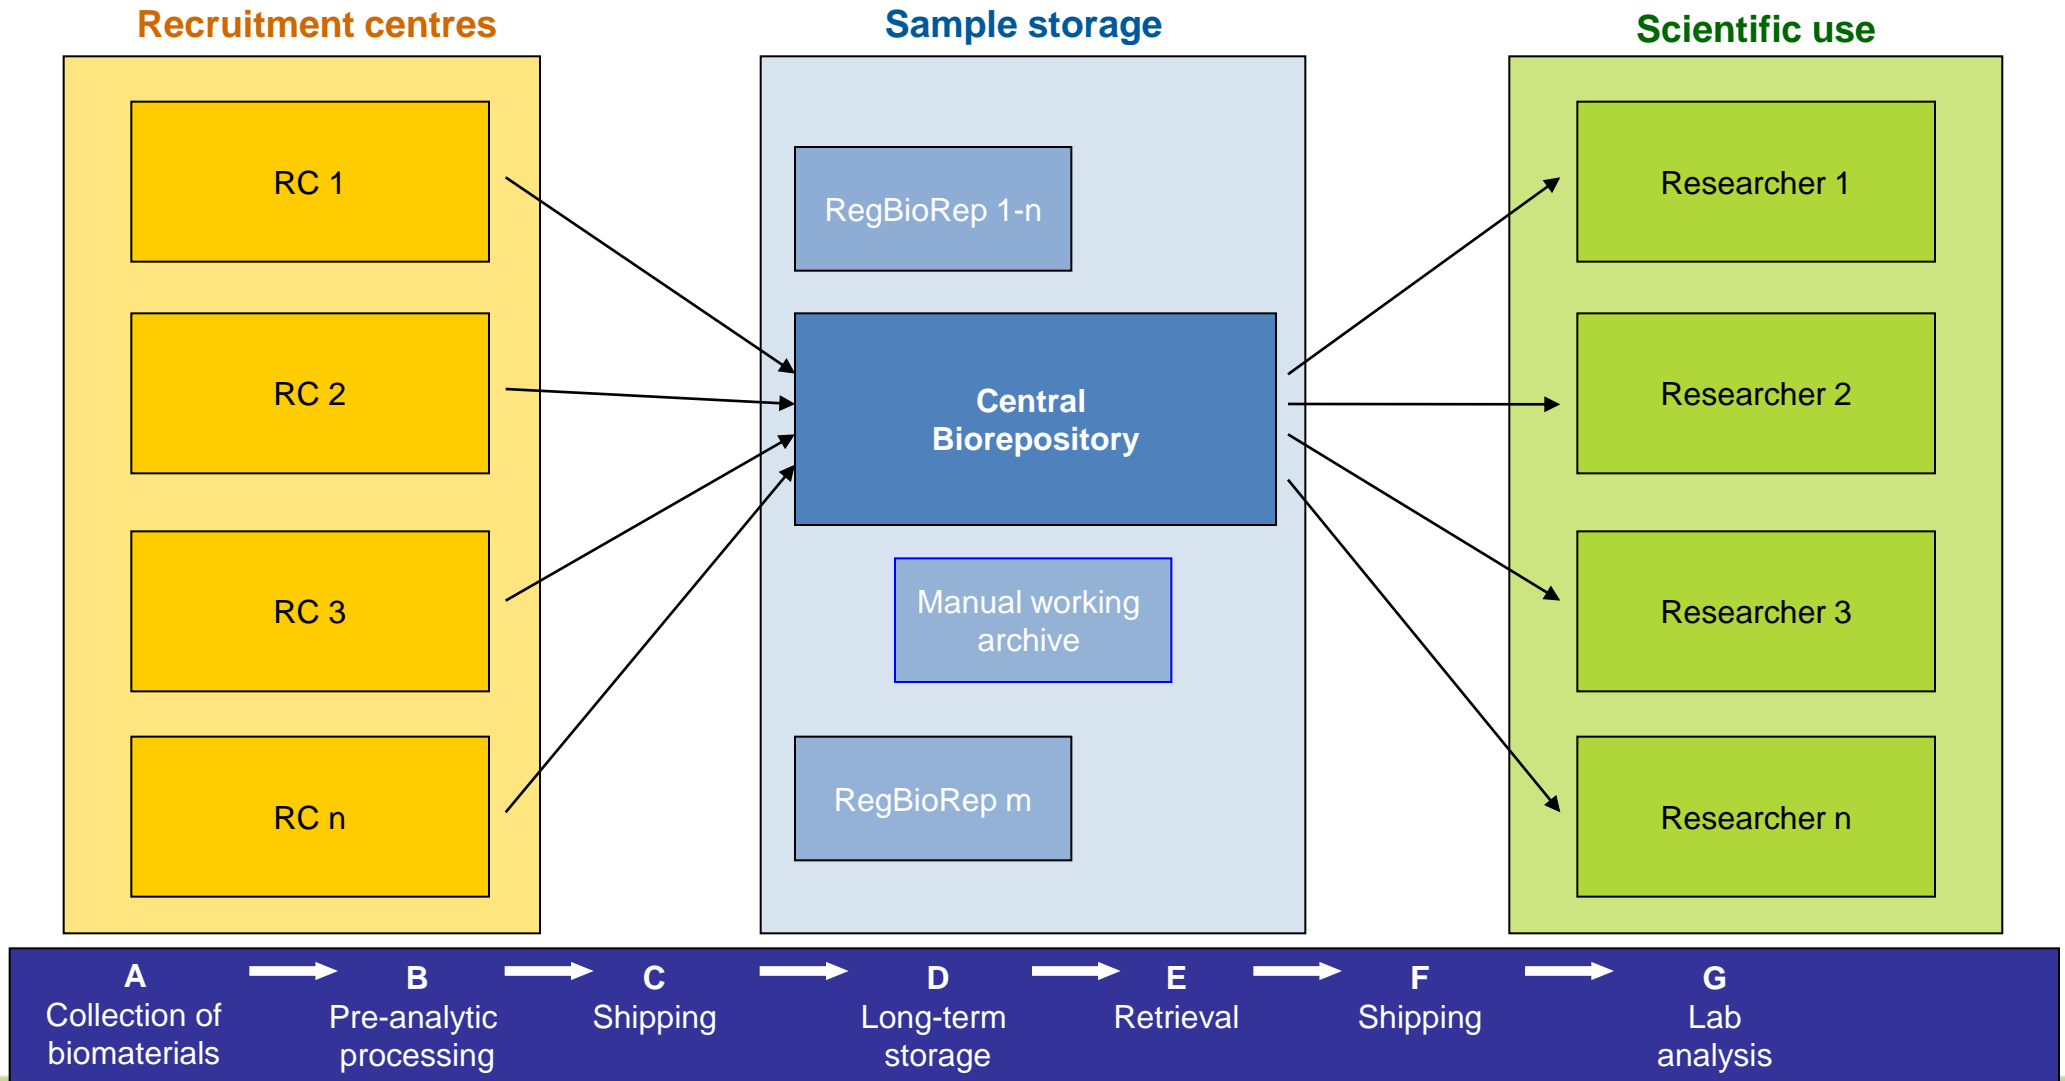 Recruitment centres
RC 1
RC 2
RC 3
RC n
Sample storage
RegBioRep 1-n
Central
Biorepository
Manual working
archive
RegBioRep m
Scientific use
Researcher 1
Researcher 2
Researcher 3
Researcher n
A
Collection of
biomaterials
B
Pre-analytic
processing
C
Shipping
D
Long-term
storage
E
Retrieval
F
Shipping
G
Lab
analysis